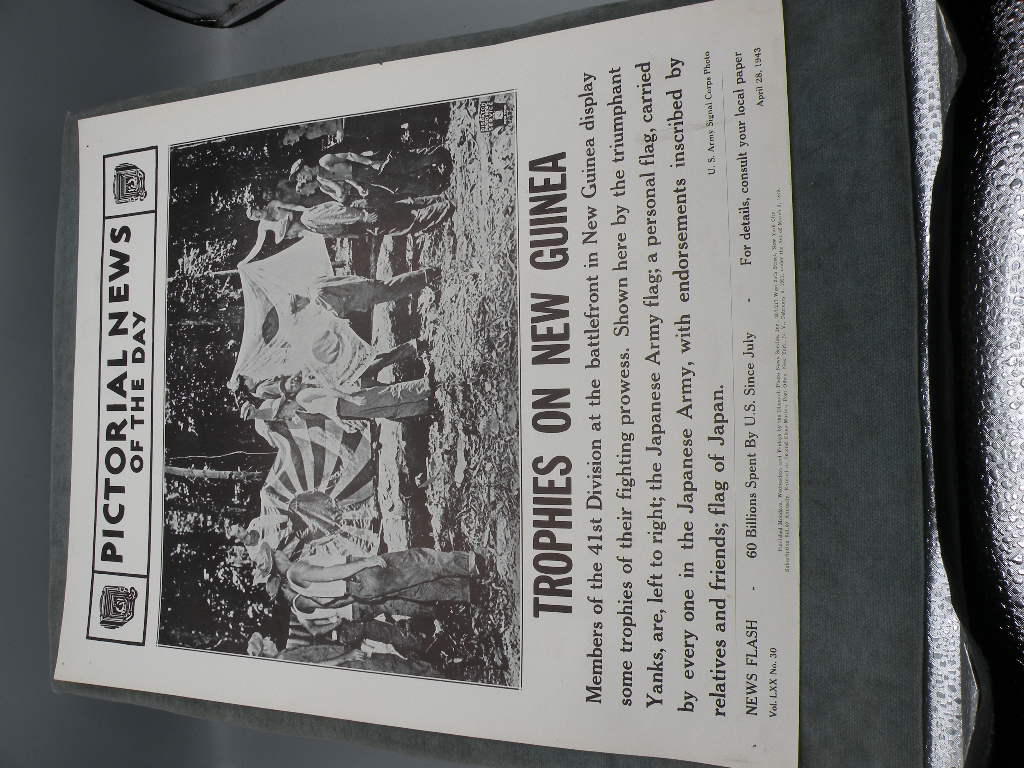 PICTORIAL NEWS
OF THE DAY
TROPHIES ON NEW GUINEA
Members of the 41st Division at the battlefront in New Guinea display
some trophies of their fighting prowess. Shown here by the triumphant
Yanks, are, left to right; the Japanese Army flag; a personal flag, carried
by every one in the Japanese Army, with endorsements inscribed by
relatives and friends; flag of Japan.
U. S. Army Signal Corps Photo
NEWS FLASH - 60 Billions Spent By U.S. Since July - For details, consult your local paper
Vol. LXX No. 30 April 28, 1943